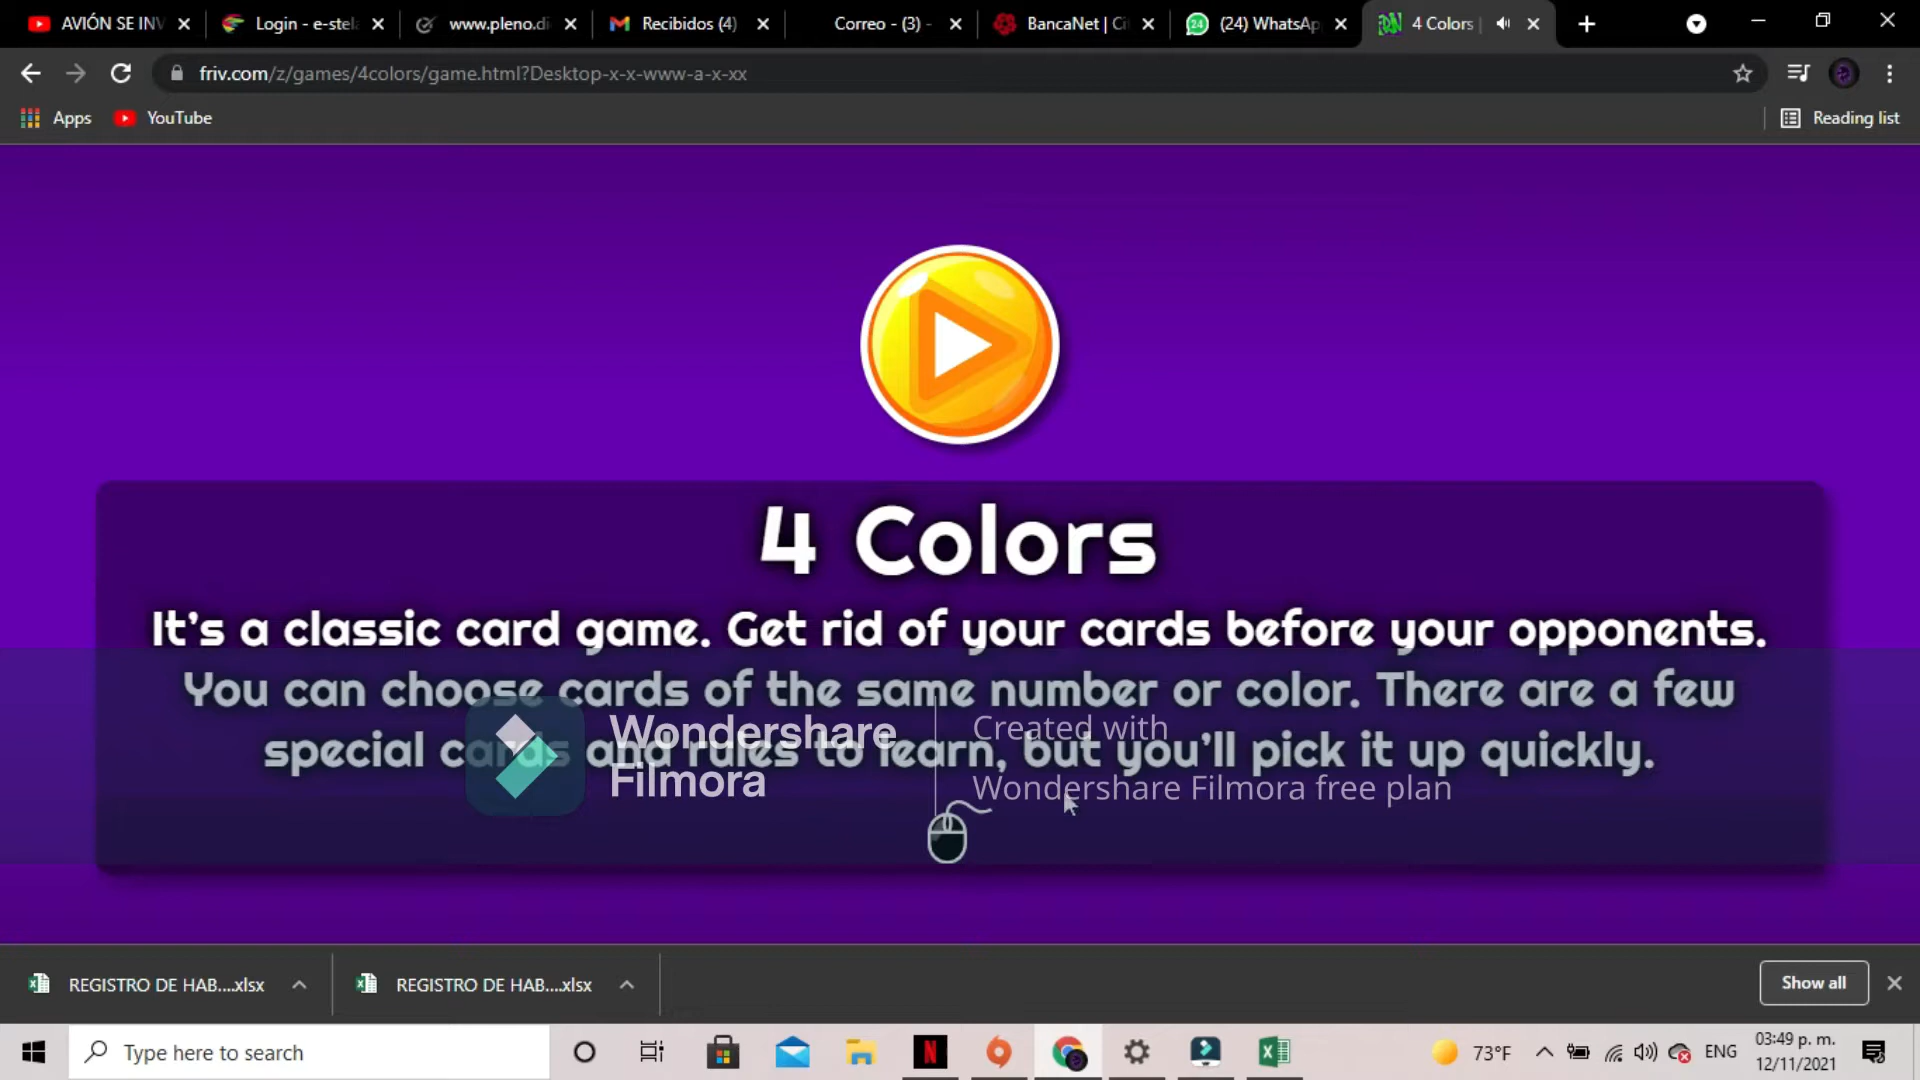 AVIÓN SE INV
Login - e-stel
www.pleno.di
Recibidos (4)
Correo - (3) -
BancaNet | Ci
24
(24) WhatsAp
4 Colors |
friv.com/z/games/4colors/game.html?Desktop-x-x-www-a-x-xx
Apps
YouTube
Reading list
4 Colors
It's a classic card game. Get rid of your cards before your opponents.
You can choose cards of the same number or color. There are a few
special cards and rules to learn, but you'll pick it up quickly.
Wondershare
Filmora
Created with
Wondershare Filmora free plan
REGISTRO DE HAB....xlsx
REGISTRO DE HAB....xlsx
Show all
Type here to search
73°F
ENG
03:49 p. m.
12/11/2021